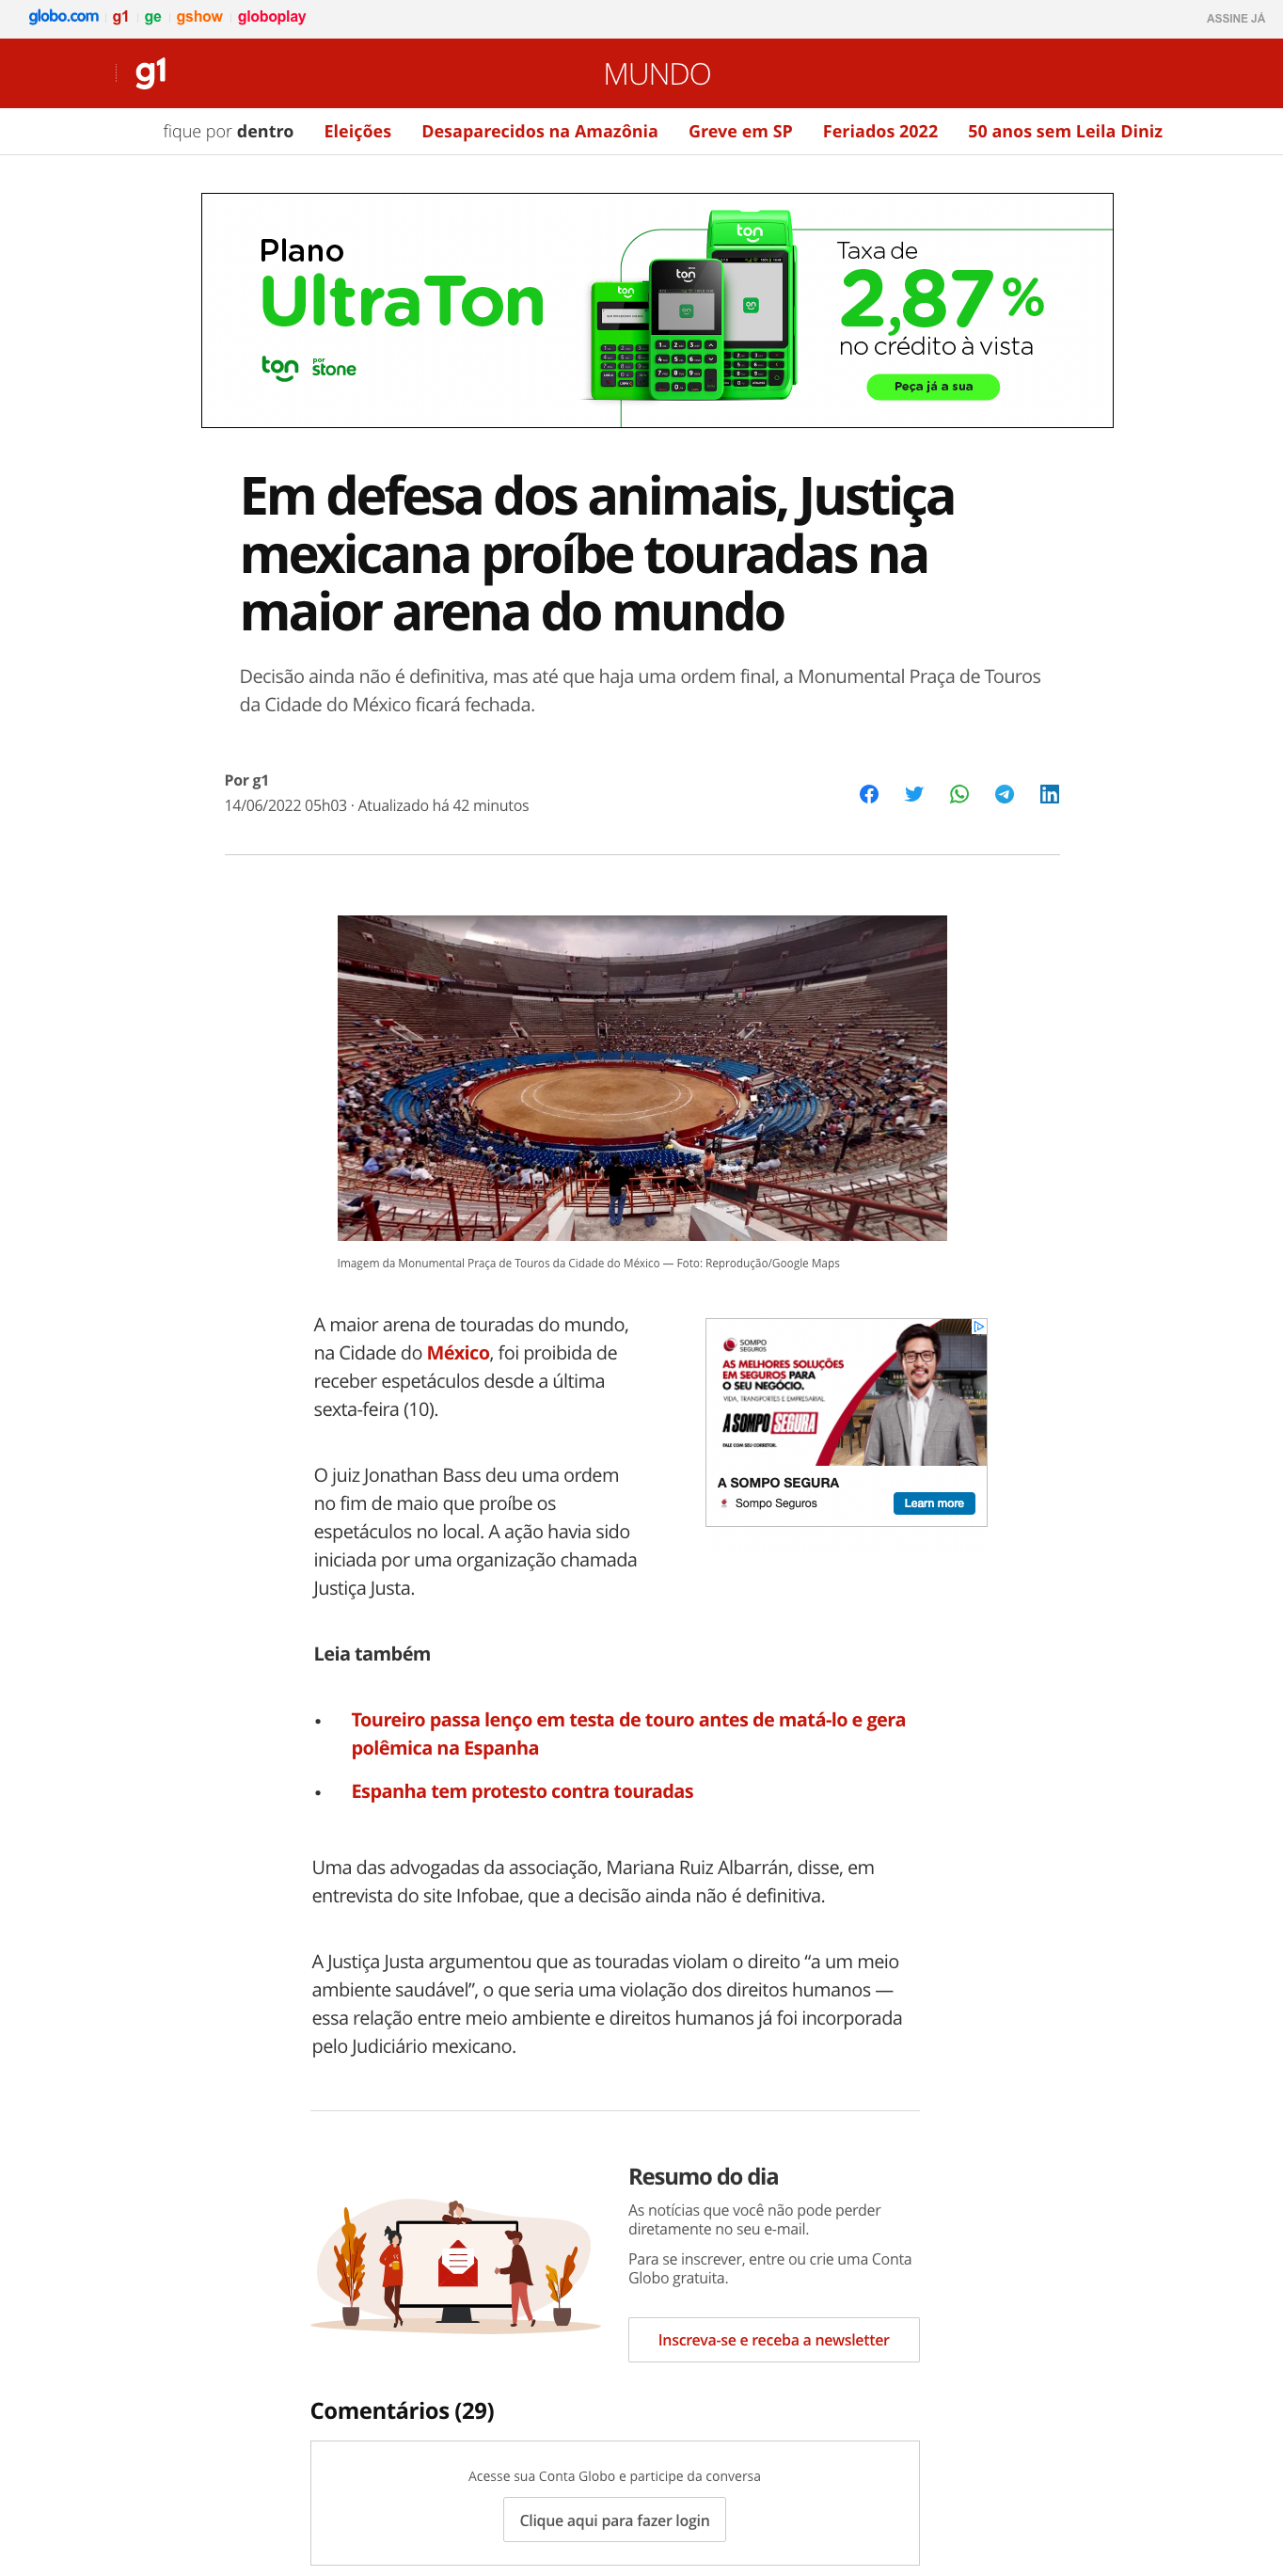 globo.com g1 ge gshow globoplay ASSINE JÁ
g1 MUNDO
fique por dentro Eleições Desaparecidos na Amazônia Greve em SP Feriados 2022 50 anos sem Leila Diniz
Plano
UltraTon
ton por stone
ton
ton
ton
Taxa de
2,87%
no crédito à vista
Peça já a sua
Em defesa dos animais, Justiça
mexicana proíbe touradas na
maior arena do mundo
Decisão ainda não é definitiva, mas até que haja uma ordem final, a Monumental Praça de Touros
da Cidade do México ficará fechada.
Por g1
14/06/2022 05h03 · Atualizado há 42 minutos
Imagem da Monumental Praça de Touros da Cidade do México — Foto: Reprodução/Google Maps
A maior arena de touradas do mundo,
na Cidade do México, foi proibida de
receber espetáculos desde a última
sexta-feira (10).
O juiz Jonathan Bass deu uma ordem
no fim de maio que proíbe os
espetáculos no local. A ação havia sido
iniciada por uma organização chamada
Justiça Justa.
SOMPO
SEGUROS
AS MELHORES SOLUÇÕES
EM SEGUROS PARA
O SEU NEGÓCIO.
VIDA, TRANSPORTES E EMPRESARIAL
A SOMPO SEGURA
FALE COM SEU CORRETOR.
A SOMPO SEGURA
Sompo Seguros
Learn more
Leia também
• Toureiro passa lenço em testa de touro antes de matá-lo e gera
polêmica na Espanha
• Espanha tem protesto contra touradas
Uma das advogadas da associação, Mariana Ruiz Albarrán, disse, em
entrevista do site Infobae, que a decisão ainda não é definitiva.
A Justiça Justa argumentou que as touradas violam o direito “a um meio
ambiente saudável”, o que seria uma violação dos direitos humanos —
essa relação entre meio ambiente e direitos humanos já foi incorporada
pelo Judiciário mexicano.
Resumo do dia
As notícias que você não pode perder
diretamente no seu e-mail.
Para se inscrever, entre ou crie uma Conta
Globo gratuita.
Inscreva-se e receba a newsletter
Comentários (29)
Acesse sua Conta Globo e participe da conversa
Clique aqui para fazer login